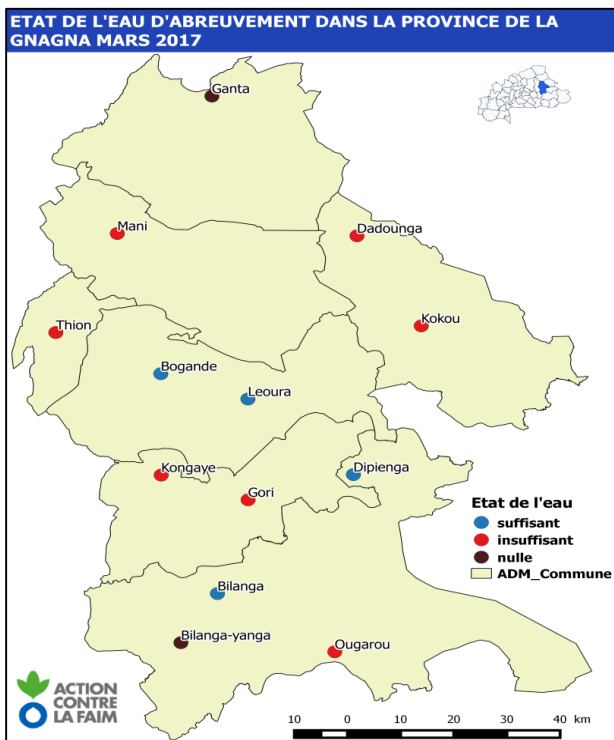 ETAT DE L'EAU D'ABREUVEMENT DANS LA PROVINCE DE LA
GNAGNA MARS 2017
Ganta
Mani
Dadounga
Thion
Kokou
Bogande
Leoura
Kongaye
Gori
Dipienga
Etat de l'eau
suffisant
insuffisant
nulle
ADM_Commune
Bilanga
Bilanga-yanga
Ougarou
ACTION
CONTRE
LA FAIM
10 0 10 20 30 40 km